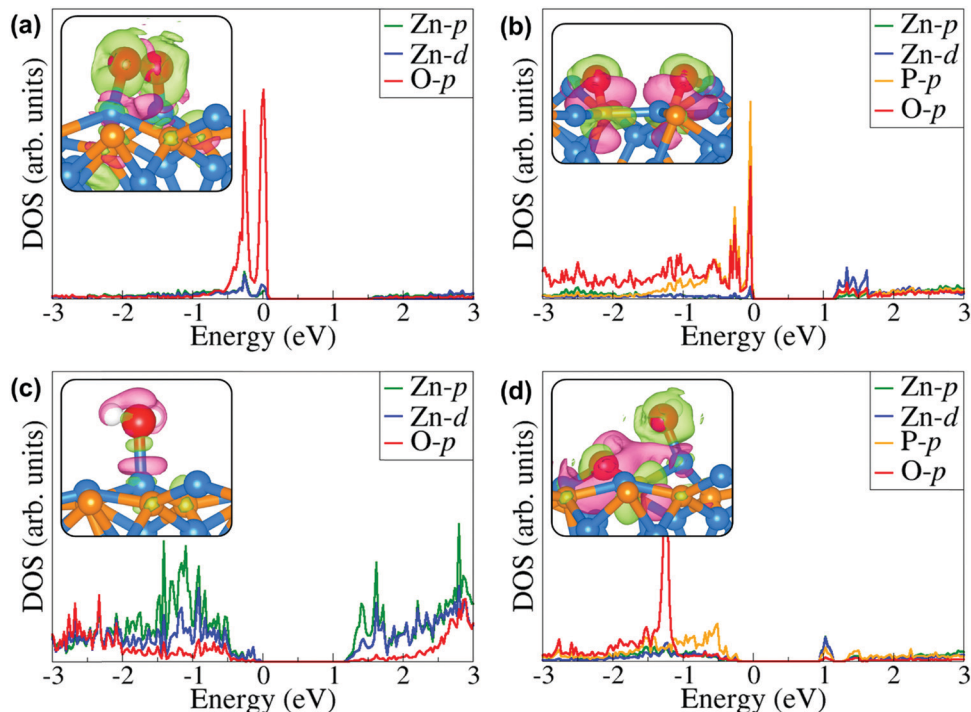 (a)
Zn-p
Zn-d
O-p
DOS (arb. units)
-3 -2 -1 0 1 2 3
Energy (eV)
(b)
Zn-p
Zn-d
P-p
O-p
DOS (arb. units)
-3 -2 -1 0 1 2 3
Energy (eV)
(c)
Zn-p
Zn-d
O-p
DOS (arb. units)
-3 -2 -1 0 1 2 3
Energy (eV)
(d)
Zn-p
Zn-d
P-p
O-p
DOS (arb. units)
-3 -2 -1 0 1 2 3
Energy (eV)